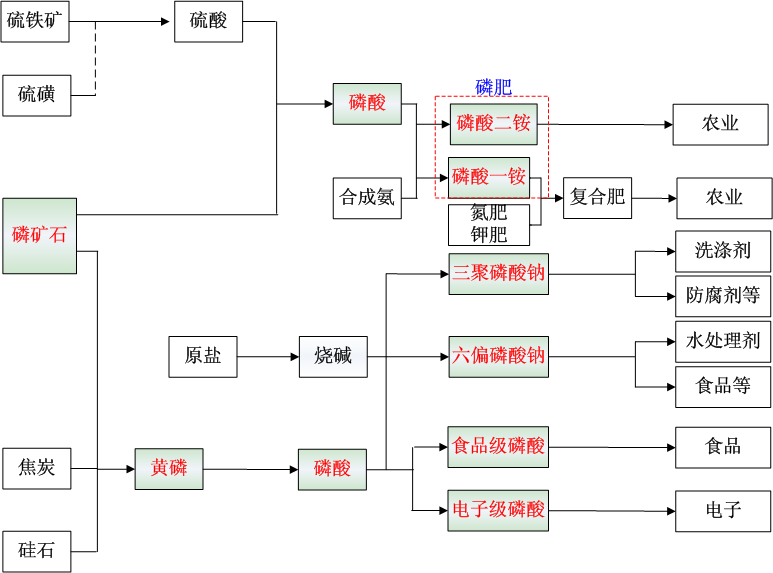 硫铁矿
硫酸
硫磺
磷肥
磷酸
磷酸二铵
农业
合成氨
磷酸一铵
复合肥
农业
氮肥
钾肥
磷矿石
三聚磷酸钠
洗涤剂
防腐剂等
原盐
烧碱
六偏磷酸钠
水处理剂
食品等
焦炭
黄磷
磷酸
食品级磷酸
食品
电子级磷酸
电子
硅石